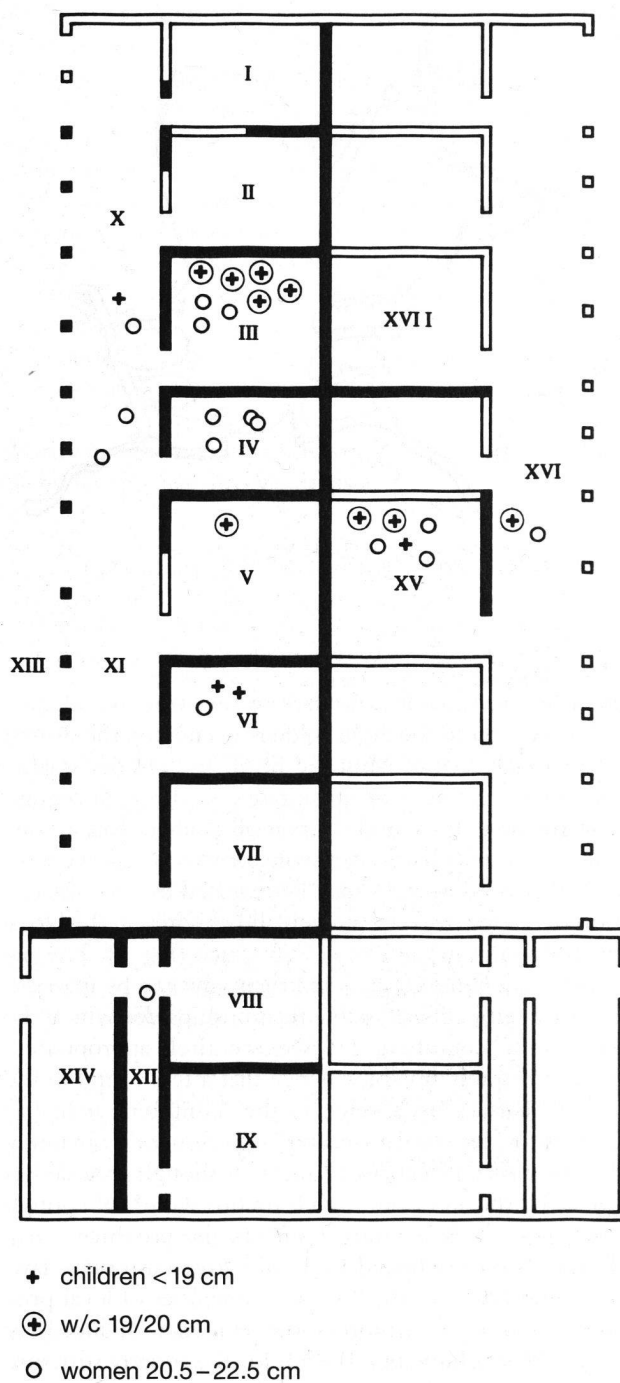 I
II
X
III XVI I
IV
XVI
V XV
XIII XI
VI
VII
VIII
XIV XII
IX
children <19 cm
w/c 19/20 cm
women 20.5–22.5 cm